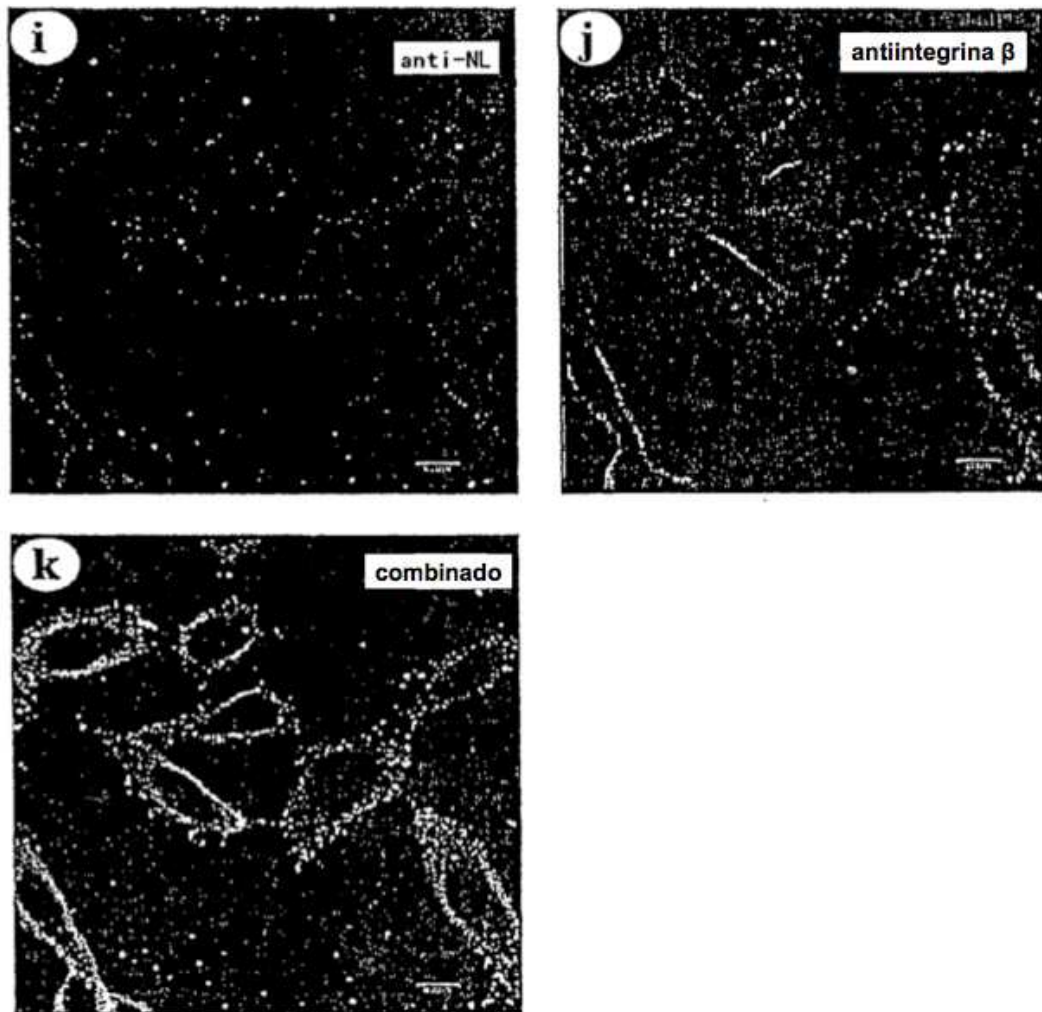 i
anti-NL
j
antiintegrina β
k
combinado